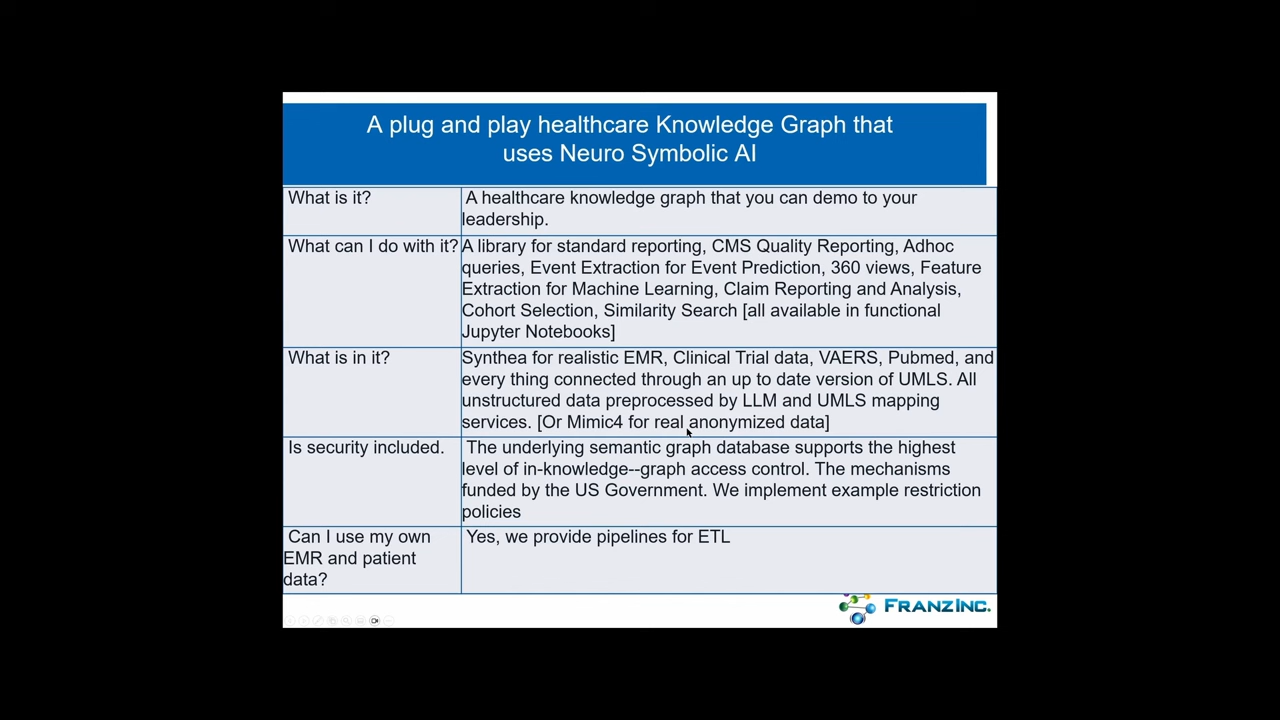 A plug and play healthcare Knowledge Graph that
uses Neuro Symbolic AI
What is it?
A healthcare knowledge graph that you can demo to your
leadership.
What can I do with it?
A library for standard reporting, CMS Quality Reporting, Adhoc
queries, Event Extraction for Event Prediction, 360 views, Feature
Extraction for Machine Learning, Claim Reporting and Analysis,
Cohort Selection, Similarity Search [all available in functional
Jupyter Notebooks]
What is in it?
Synthea for realistic EMR, Clinical Trial data, VAERS, Pubmed, and
every thing connected through an up to date version of UMLS. All
unstructured data preprocessed by LLM and UMLS mapping
services. [Or Mimic4 for real anonymized data]
Is security included.
The underlying semantic graph database supports the highest
level of in-knowledge--graph access control. The mechanisms
funded by the US Government. We implement example restriction
policies
Can I use my own
EMR and patient
data?
Yes, we provide pipelines for ETL
FRANZ INC.